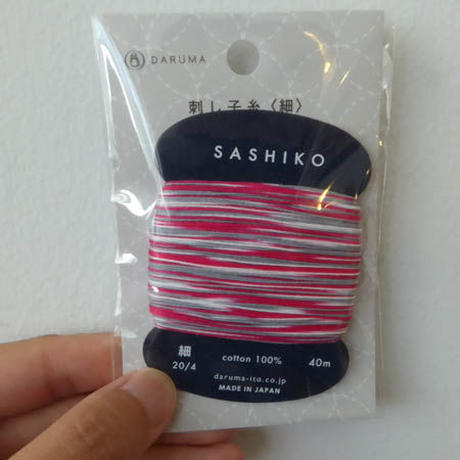 DARUMA
刺し子糸〈細〉
SASHIKO
細 cotton 100% 40m
20/4
daruma-ito.co.jp
MADE IN JAPAN